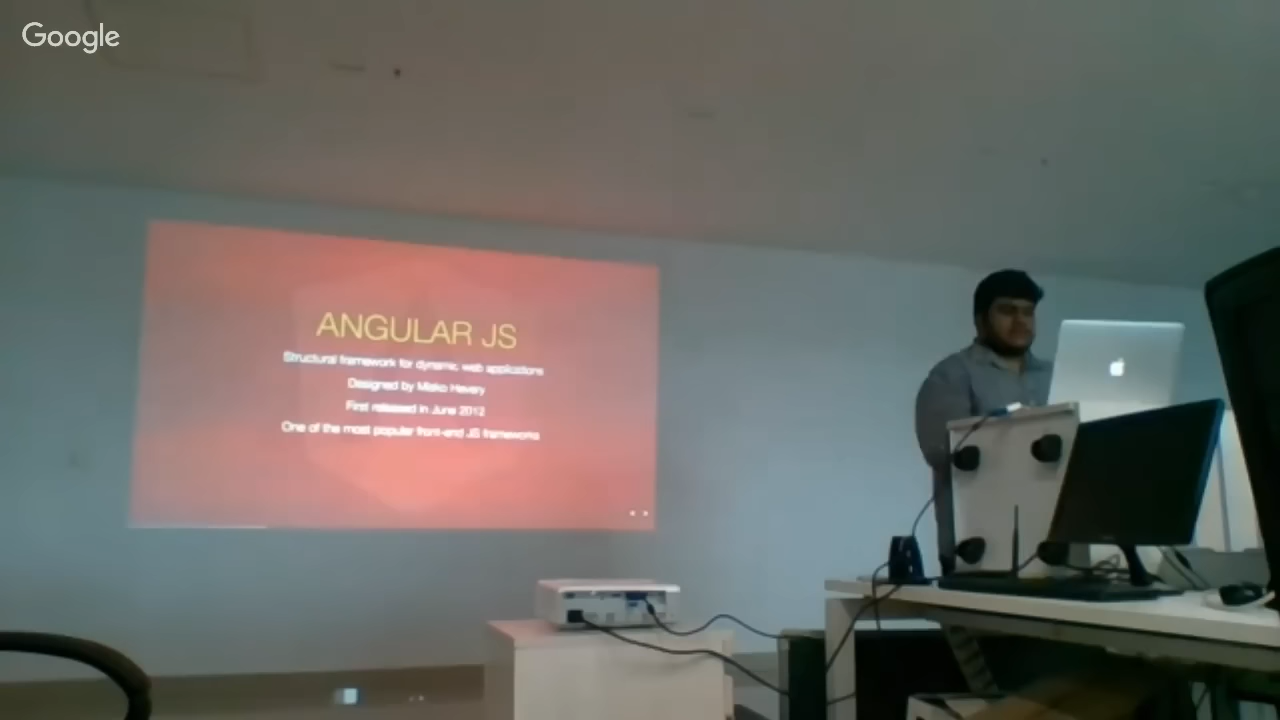 Google
ANGULAR JS
Structural framework for dynamic web applications
Designed by Misko Hevery
First released in June 2012
One of the most popular front-end JS frameworks